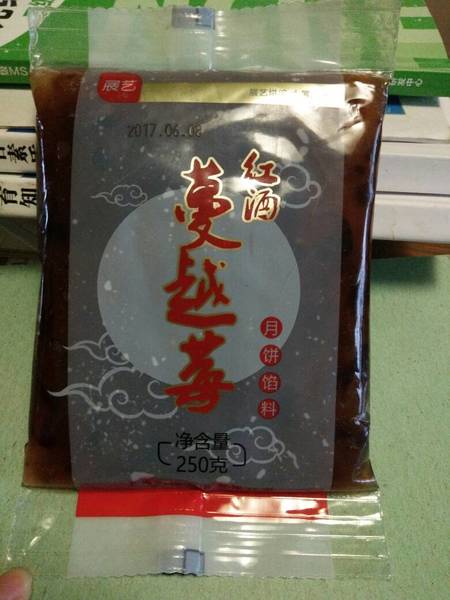 展艺
2017.06.08
红酒
蔓越莓
月饼馅料
净含量
250克